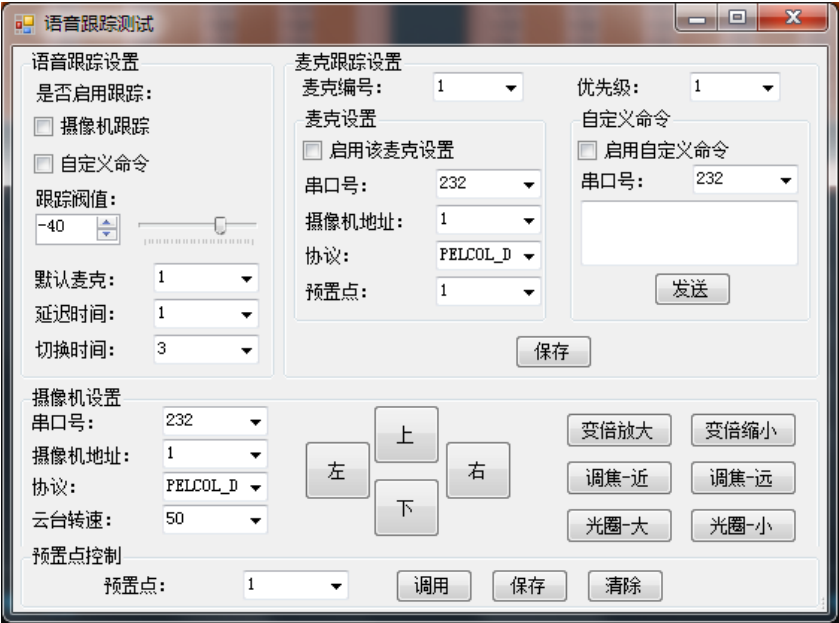 语音跟踪测试
语音跟踪设置
是否启用跟踪：
摄像机跟踪
自定义命令
跟踪阀值：
-40
默认麦克： 1
延迟时间： 1
切换时间： 3
麦克跟踪设置
麦克编号： 1 优先级： 1
麦克设置
启用该麦克设置
串口号： 232
摄像机地址： 1
协议： PELCOL_D
预置点： 1
自定义命令
启用自定义命令
串口号： 232
发送
保存
摄像机设置
串口号： 232
摄像机地址： 1
协议： PELCOL_D
云台转速： 50
上
左 右
下
变倍放大 变倍缩小
调焦-近 调焦-远
光圈-大 光圈-小
预置点控制
预置点： 1 调用 保存 清除